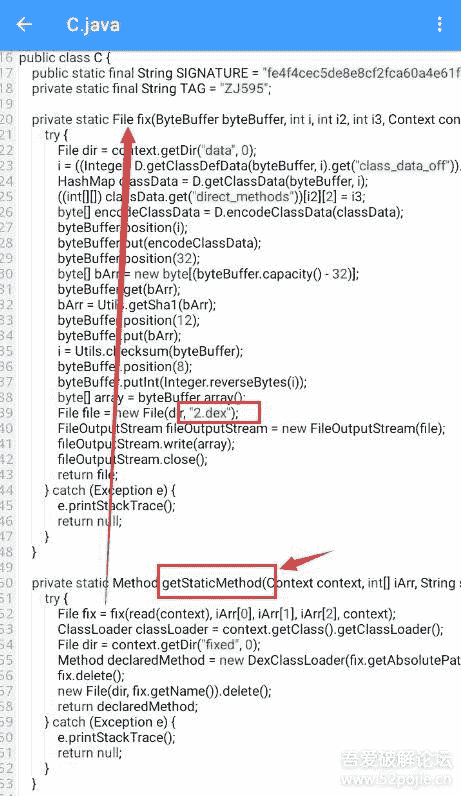 C.java
16 public class C {
17 public static final String SIGNATURE = "fe4f4cec5de8e8cf2fca60a4e61f
18 private static final String TAG = "ZJ595";
19
20 private static File fix(ByteBuffer byteBuffer, int i, int i2, int i3, Context con
21 try {
22 File dir = context.getDir("data", 0);
23 i = ((Integer) D.getClassDefData(byteBuffer, i).get("class_data_off")).
24 HashMap classData = D.getClassData(byteBuffer, i);
25 ((int[][]) classData.get("direct_methods"))[i2][2] = i3;
26 byte[] encodeClassData = D.encodeClassData(classData);
27 byteBuffer.position(i);
28 byteBuffer.put(encodeClassData);
29 byteBuffer.position(32);
30 byte[] bArr = new byte[(byteBuffer.capacity() - 32)];
31 byteBuffer.get(bArr);
32 bArr = Utils.getSha1(bArr);
33 byteBuffer.position(12);
34 byteBuffer.put(bArr);
35 i = Utils.checksum(byteBuffer);
36 byteBuffer.position(8);
37 byteBuffer.putInt(Integer.reverseBytes(i));
38 byte[] array = byteBuffer.array();
39 File file = new File(dir, "2.dex");
40 FileOutputStream fileOutputStream = new FileOutputStream(file);
41 fileOutputStream.write(array);
42 fileOutputStream.close();
43 return file;
44 } catch (Exception e) {
45 e.printStackTrace();
46 return null;
47 }
48 }
49
50 private static Method getStaticMethod(Context context, int[] iArr, String s
51 try {
52 File fix = fix(read(context), iArr[0], iArr[1], iArr[2], context);
53 ClassLoader classLoader = context.getClass().getClassLoader();
54 File dir = context.getDir("fixed", 0);
55 Method declaredMethod = new DexClassLoader(fix.getAbsolutePat
56 fix.delete();
57 new File(dir, fix.getName()).delete();
58 return declaredMethod;
59 } catch (Exception e) {
60 e.printStackTrace();
61 return null;
62 }
63 }
吾爱破解论坛
www.52pojie.cn